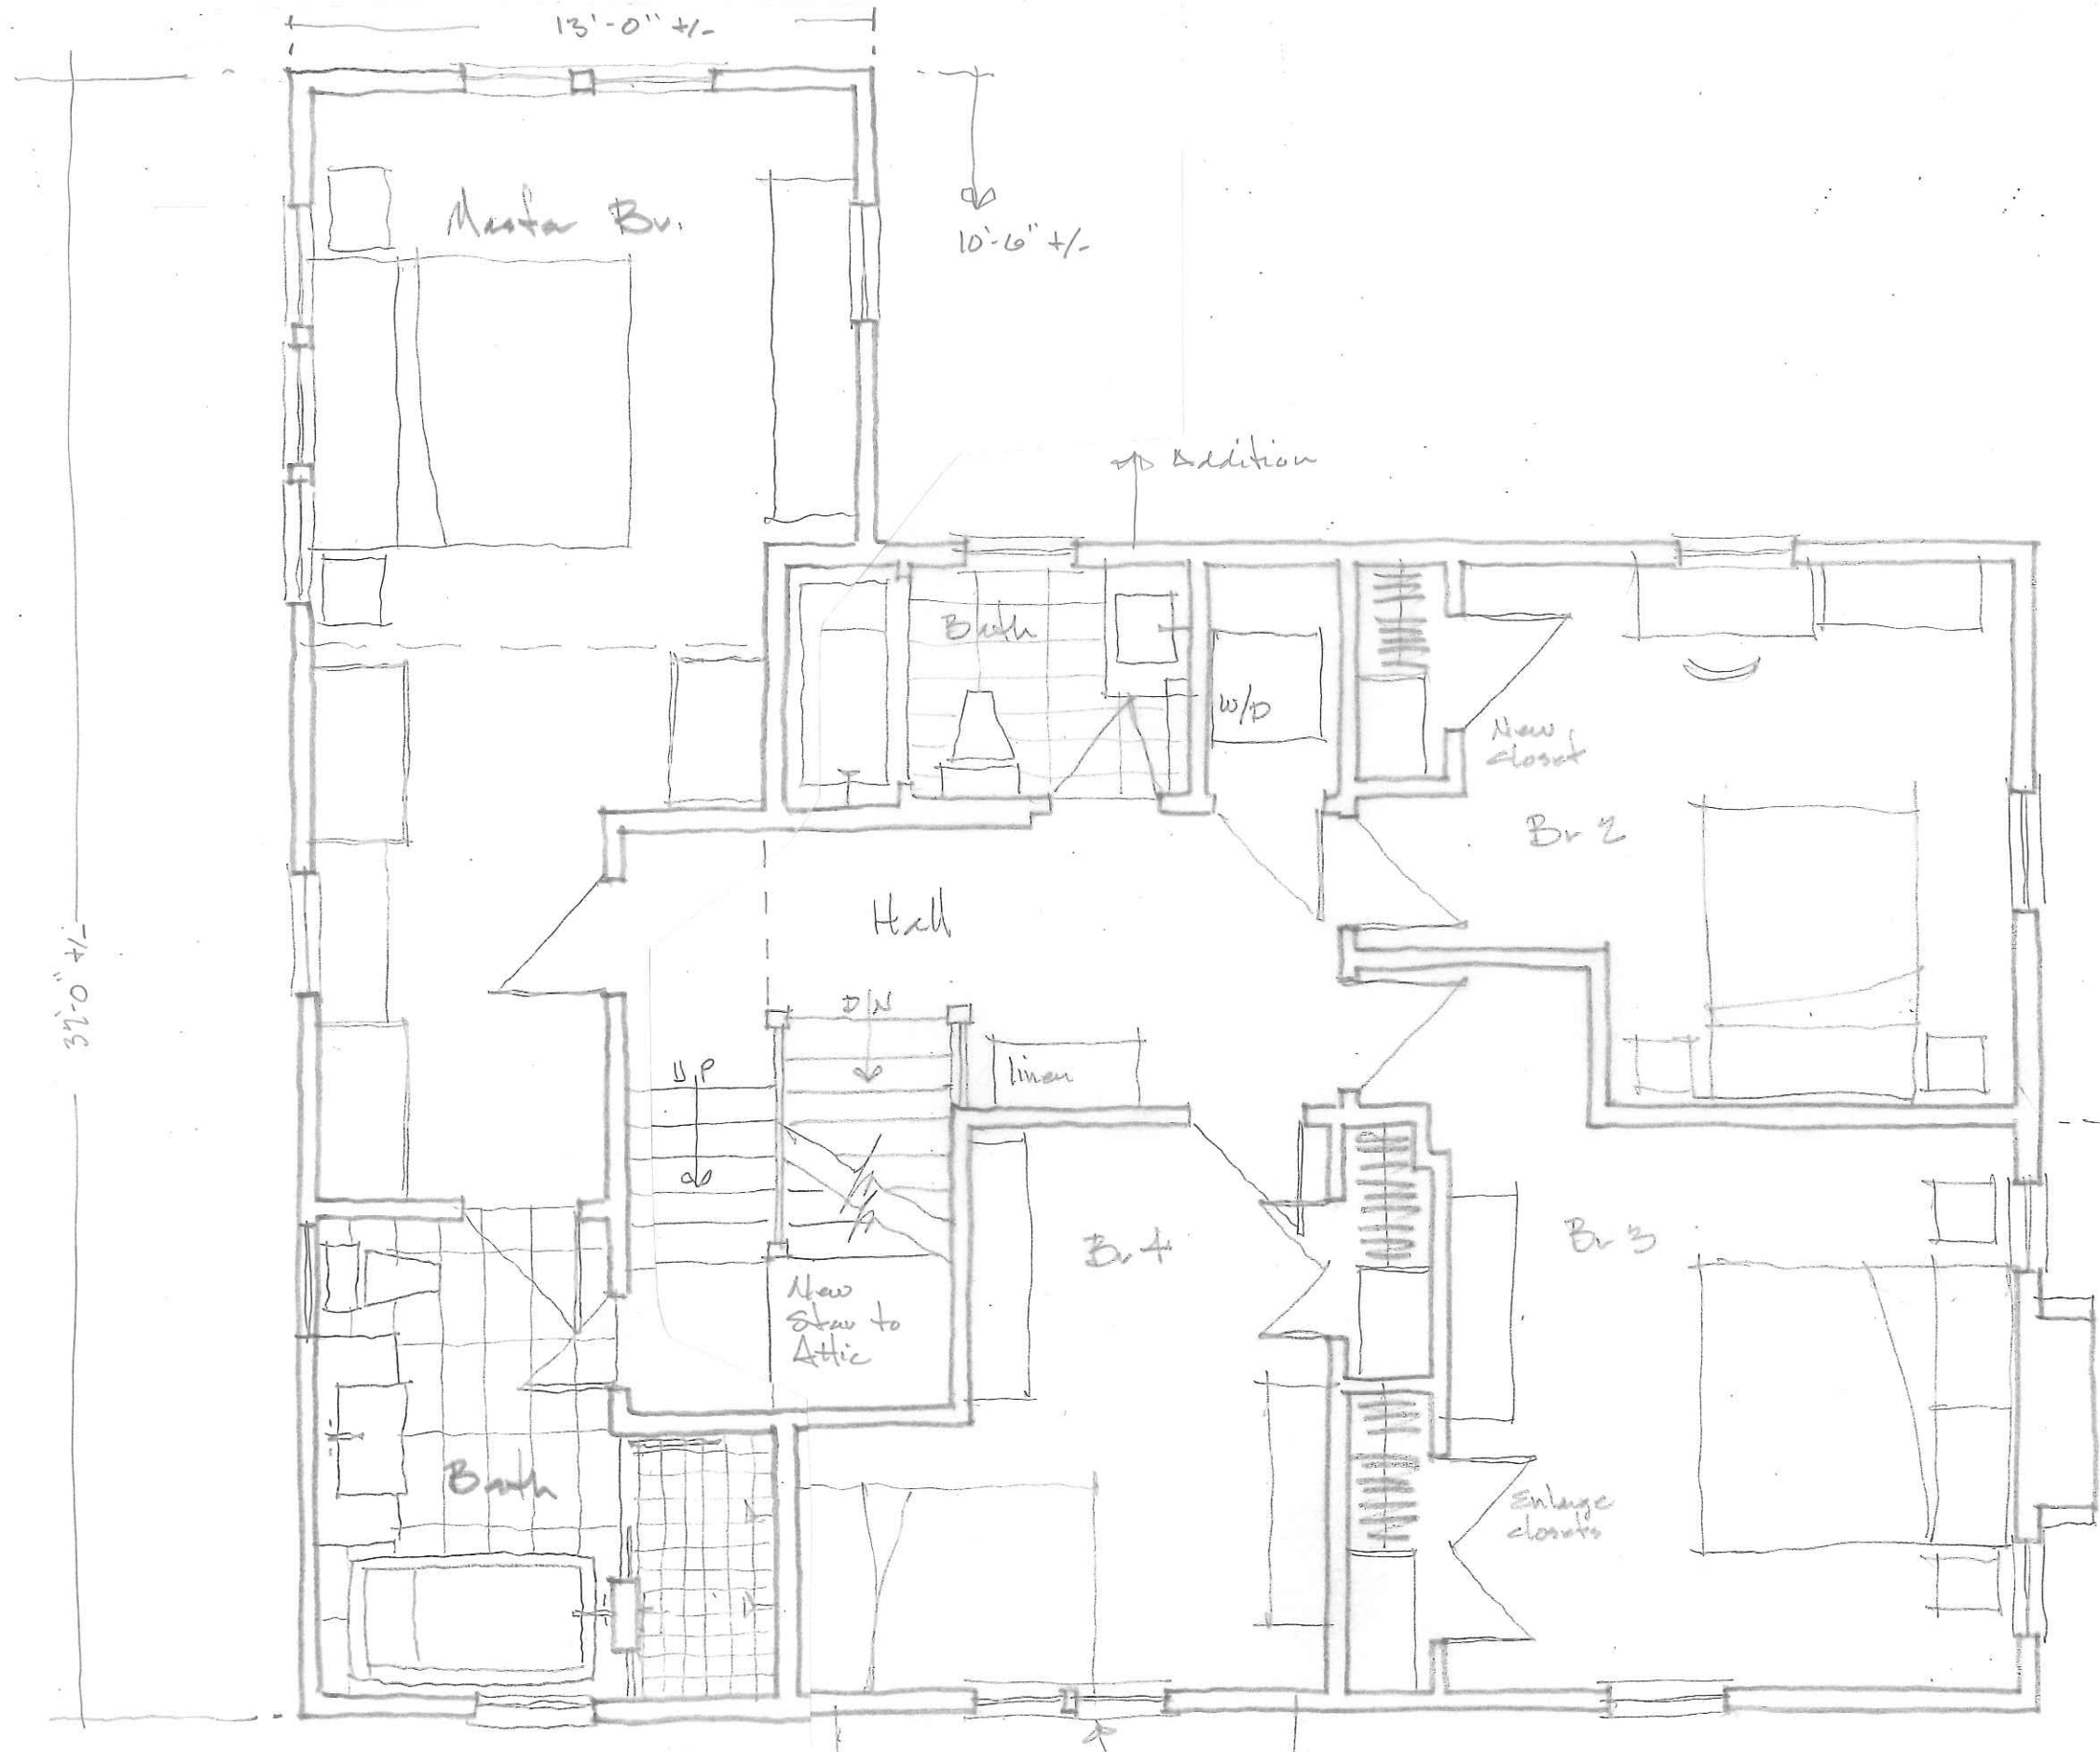 13'-0" +/-
Master Br.
10'-6" +/-
Addition
Bath
W/D
New
closet
Br 2
Hall
37'-0" +/-
DN
UP
linen
Br 4
Br 3
New
Stair to
Attic
Bath
Enlarge
closets